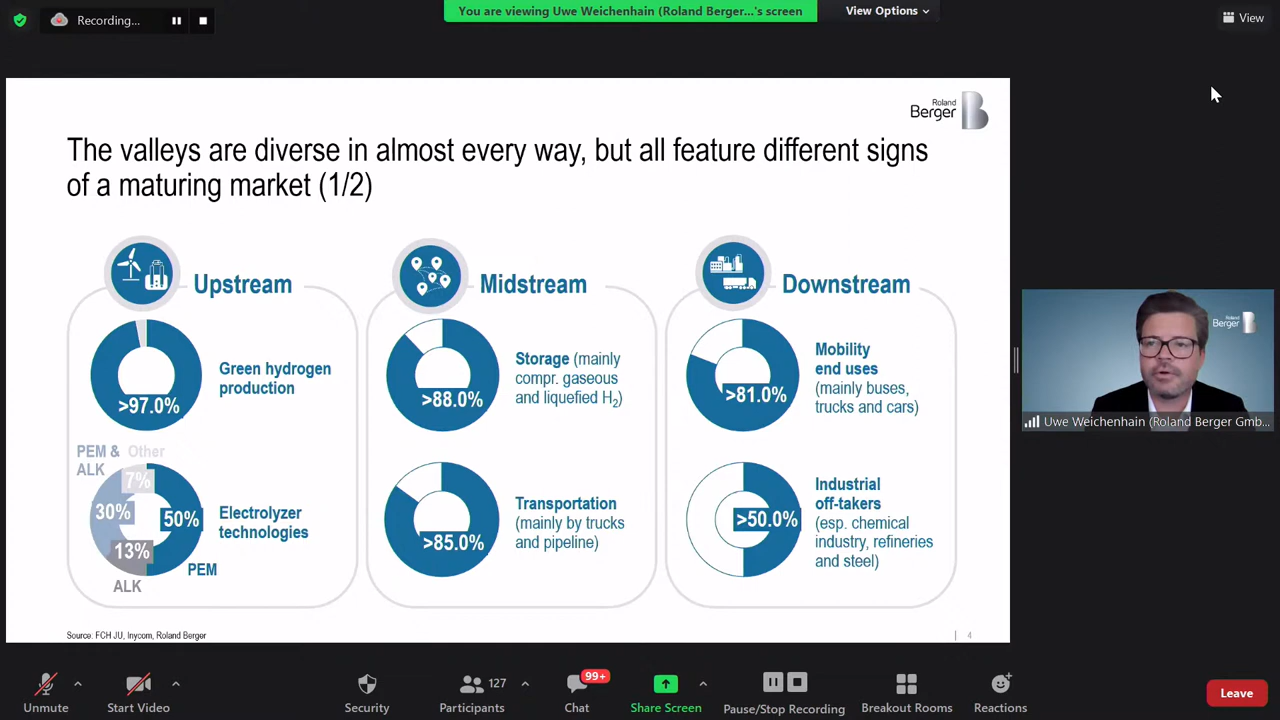 Recording...
You are viewing Uwe Weichenhain (Roland Berger...'s screen
View Options
View
Roland
Berger
The valleys are diverse in almost every way, but all feature different signs
of a maturing market (1/2)
Upstream
>97.0%
Green hydrogen
production
PEM &
ALK
Other
7%
30%
50%
13%
ALK
PEM
Electrolyzer
technologies
Midstream
>88.0%
Storage (mainly
compr. gaseous
and liquefied H2)
>85.0%
Transportation
(mainly by trucks
and pipeline)
Downstream
>81.0%
Mobility
end uses
(mainly buses,
trucks and cars)
>50.0%
Industrial
off-takers
(esp. chemical
industry, refineries
and steel)
Source: FCH JU, Inycom, Roland Berger
4
Roland
Berger
Uwe Weichenhain (Roland Berger Gmb...
Unmute
Start Video
Security
127
Participants
99+
Chat
Share Screen
Pause/Stop Recording
Breakout Rooms
Reactions
Leave